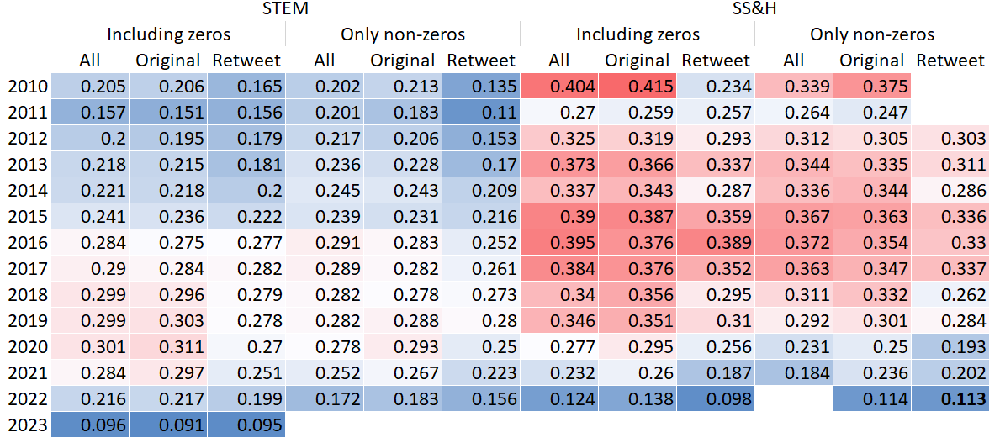 STEM SS&H
Including zeros Only non-zeros Including zeros Only non-zeros
All Original Retweet All Original Retweet All Original Retweet All Original Retweet
2010 0.205 0.206 0.165 0.202 0.213 0.135 0.404 0.415 0.234 0.339 0.375
2011 0.157 0.151 0.156 0.201 0.183 0.11 0.27 0.259 0.257 0.264 0.247
2012 0.2 0.195 0.179 0.217 0.206 0.153 0.325 0.319 0.293 0.312 0.305 0.303
2013 0.218 0.215 0.181 0.236 0.228 0.17 0.373 0.366 0.337 0.344 0.335 0.311
2014 0.221 0.218 0.2 0.245 0.243 0.209 0.337 0.343 0.287 0.336 0.344 0.286
2015 0.241 0.236 0.222 0.239 0.231 0.216 0.39 0.387 0.359 0.367 0.363 0.336
2016 0.284 0.275 0.277 0.291 0.283 0.252 0.395 0.376 0.389 0.372 0.354 0.33
2017 0.29 0.284 0.282 0.289 0.282 0.261 0.384 0.376 0.352 0.363 0.347 0.337
2018 0.299 0.296 0.279 0.282 0.278 0.273 0.34 0.356 0.295 0.311 0.332 0.262
2019 0.299 0.303 0.278 0.282 0.288 0.28 0.346 0.351 0.31 0.292 0.301 0.284
2020 0.301 0.311 0.27 0.278 0.293 0.25 0.277 0.295 0.256 0.231 0.25 0.193
2021 0.284 0.297 0.251 0.252 0.267 0.223 0.232 0.26 0.187 0.184 0.236 0.202
2022 0.216 0.217 0.199 0.172 0.183 0.156 0.124 0.138 0.098 0.114 0.113
2023 0.096 0.091 0.095